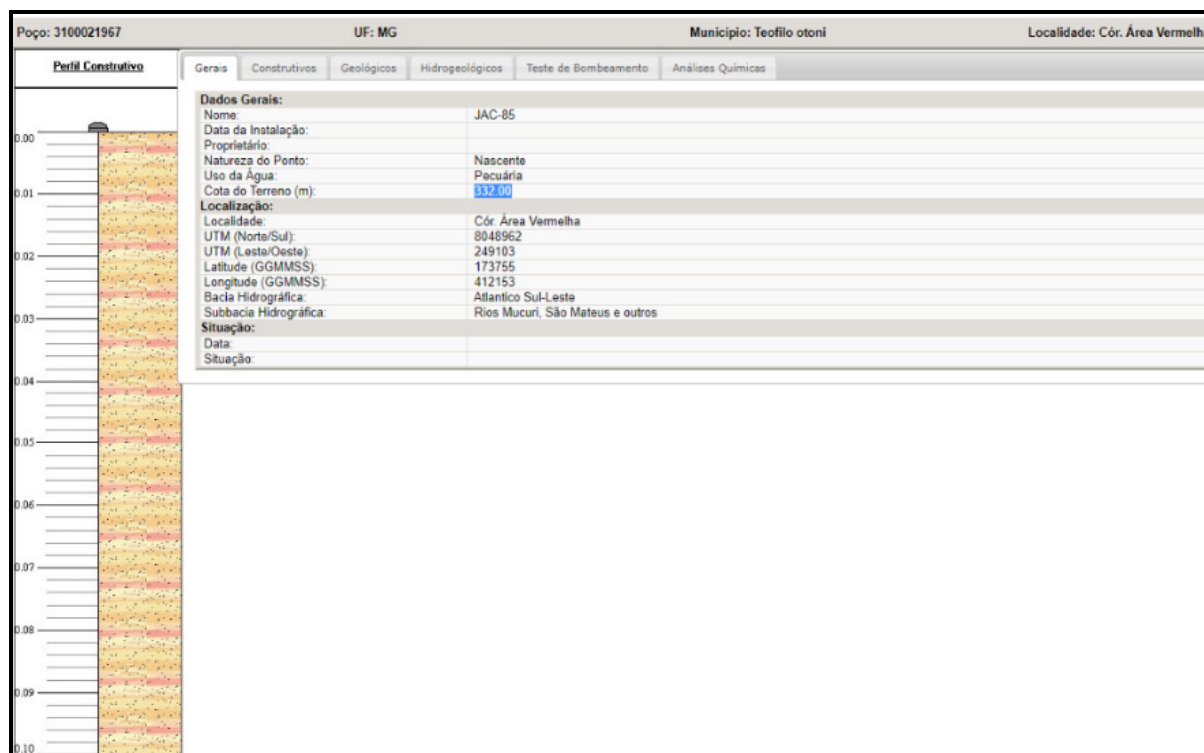 Poço: 3100021967 UF: MG Municipio: Teofilo otoni Localidade: Cór. Área Vermelh
Perfil Construtivo
Gerais Construtivos Geológicos Hidrogeológicos Teste de Bombeamento Análises Químicas
Dados Gerais:
Nome: JAC-85
Data da Instalação:
Proprietário:
Natureza do Ponto: Nascente
Uso da Água: Pecuária
Cota do Terreno (m): 332.00
Localização:
Localidade: Cór. Área Vermelha
UTM (Norte/Sul): 8048962
UTM (Leste/Oeste): 249103
Latitude (GGMMSS): 173755
Longitude (GGMMSS): 412153
Bacia Hidrográfica: Atlantico Sul-Leste
Subbacia Hidrográfica: Rios Mucuri, São Mateus e outros
Situação:
Data:
Situação:
0.00
0.01
0.02
0.03
0.04
0.05
0.06
0.07
0.08
0.09
0.10